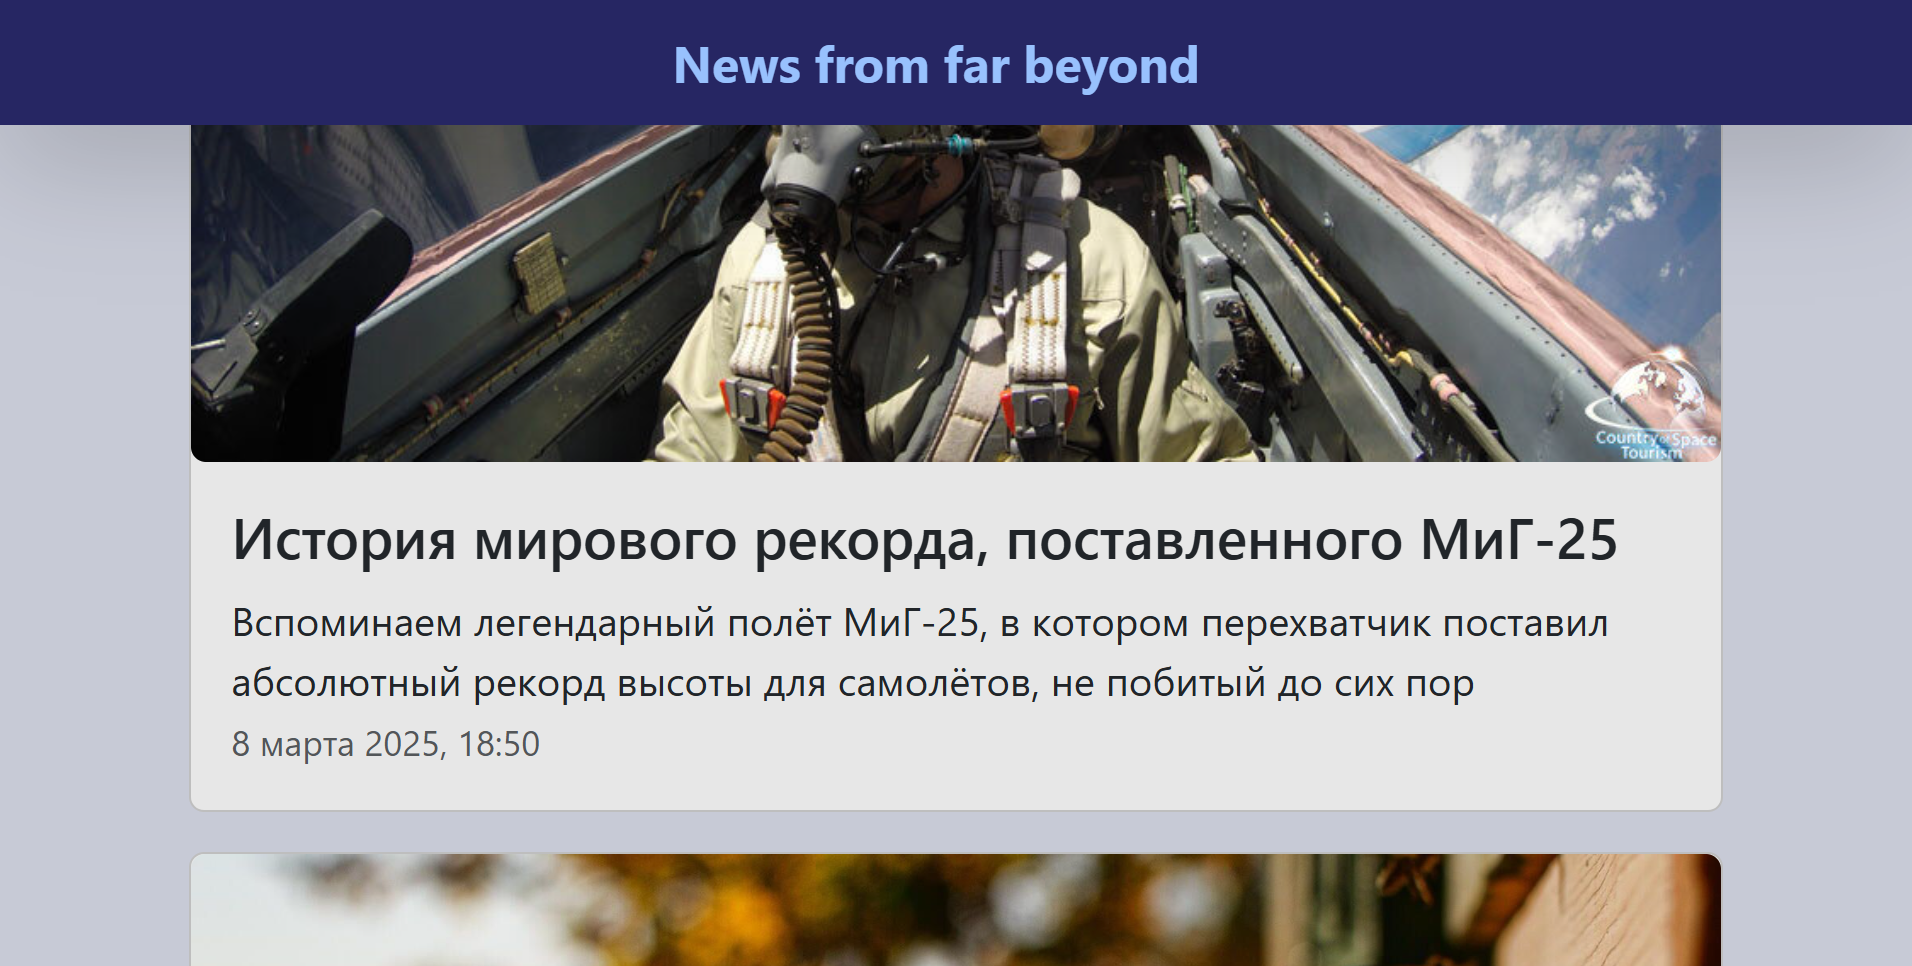 News from far beyond
Country of Space
Tourism
История мирового рекорда, поставленного МиГ-25
Вспоминаем легендарный полёт МиГ-25, в котором перехватчик поставил
абсолютный рекорд высоты для самолётов, не побитый до сих пор
8 марта 2025, 18:50